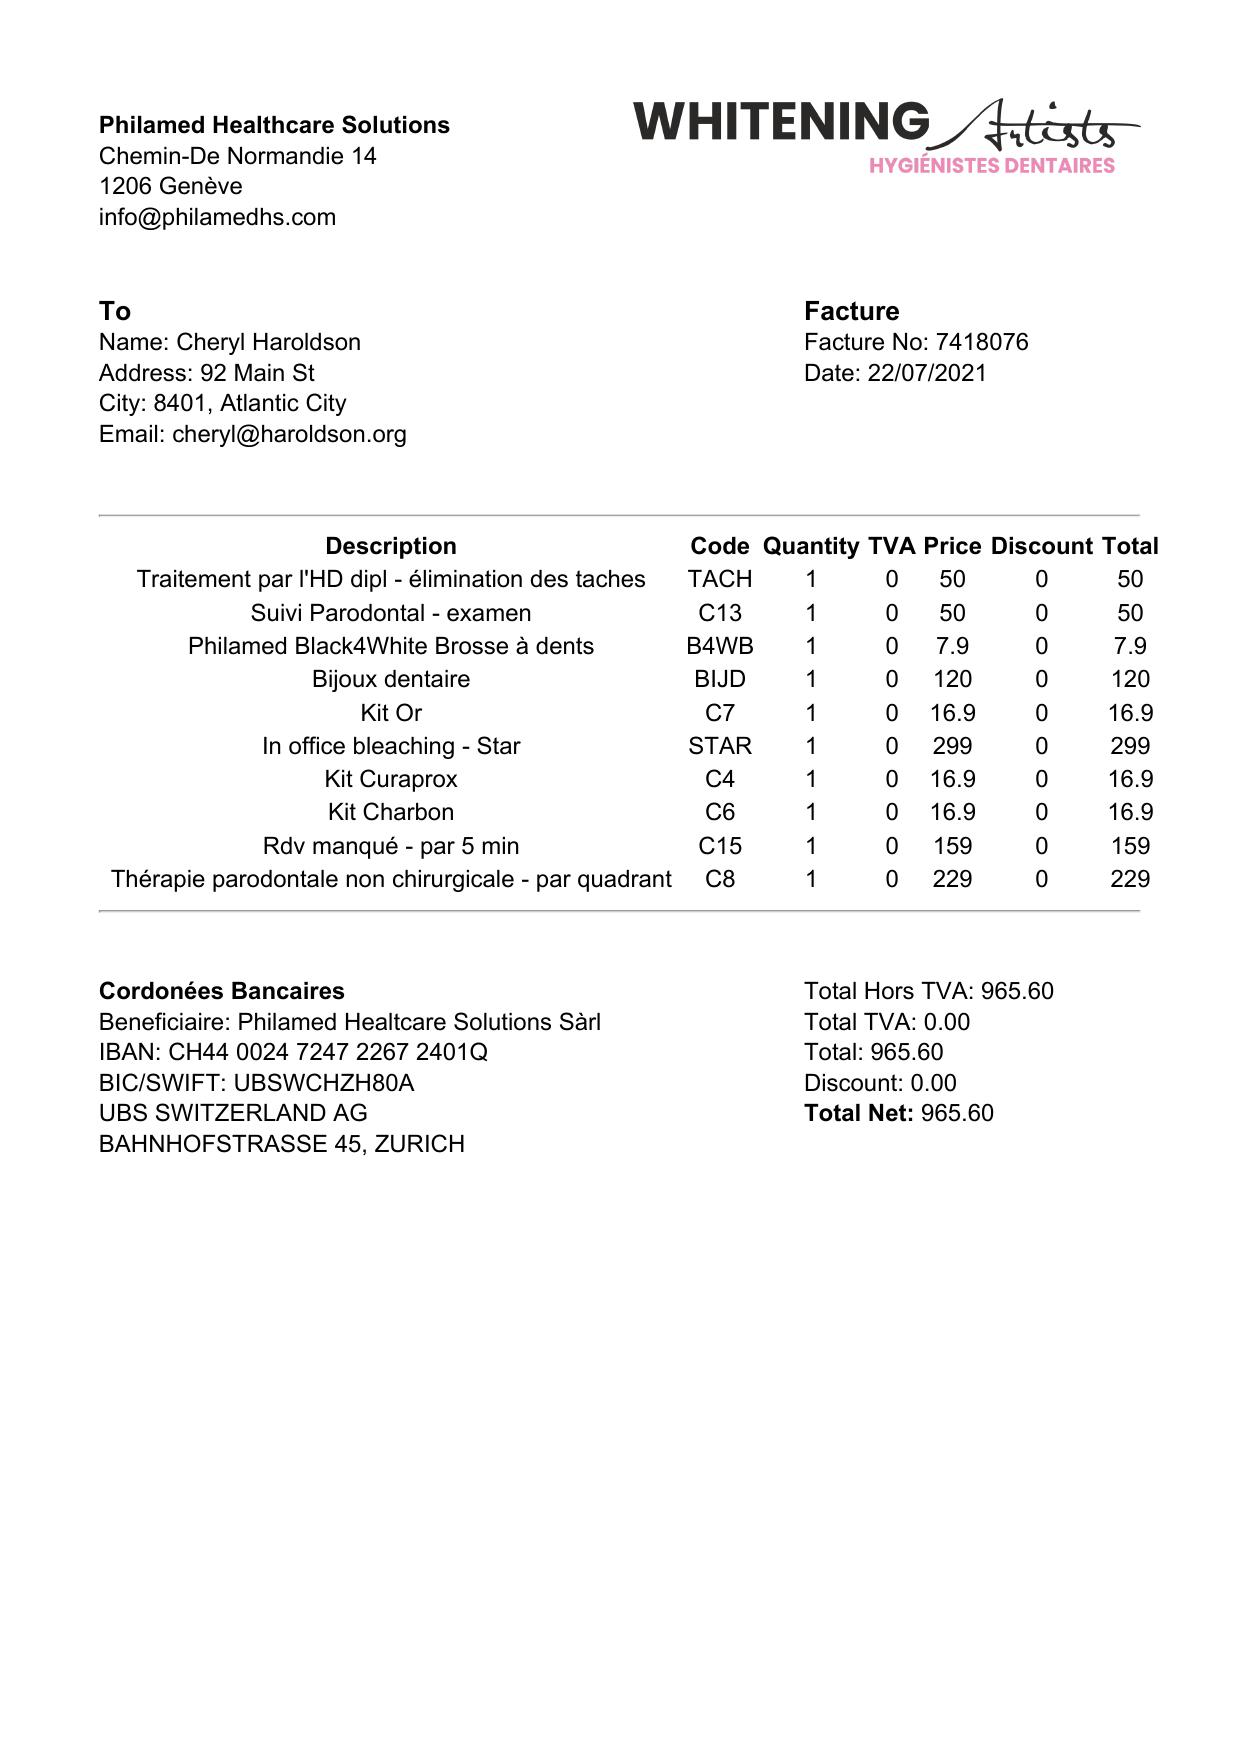 Philamed Healthcare Solutions
Chemin-De Normandie 14
1206 Genève
info@philamedhs.com
WHITENING Artists
HYGIÉNISTES DENTAIRES
To
Name: Cheryl Haroldson
Address: 92 Main St
City: 8401, Atlantic City
Email: cheryl@haroldson.org
Facture
Facture No: 7418076
Date: 22/07/2021
Description Code Quantity TVA Price Discount Total
Traitement par l'HD dipl - élimination des taches TACH 1 0 50 0 50
Suivi Parodontal - examen C13 1 0 50 0 50
Philamed Black4White Brosse à dents B4WB 1 0 7.9 0 7.9
Bijoux dentaire BIJD 1 0 120 0 120
Kit Or C7 1 0 16.9 0 16.9
In office bleaching - Star STAR 1 0 299 0 299
Kit Curaprox C4 1 0 16.9 0 16.9
Kit Charbon C6 1 0 16.9 0 16.9
Rdv manqué - par 5 min C15 1 0 159 0 159
Thérapie parodontale non chirurgicale - par quadrant C8 1 0 229 0 229
Cordonées Bancaires
Beneficiaire: Philamed Healtcare Solutions Sàrl
IBAN: CH44 0024 7247 2267 2401Q
BIC/SWIFT: UBSWCHZH80A
UBS SWITZERLAND AG
BAHNHOFSTRASSE 45, ZURICH
Total Hors TVA: 965.60
Total TVA: 0.00
Total: 965.60
Discount: 0.00
Total Net: 965.60